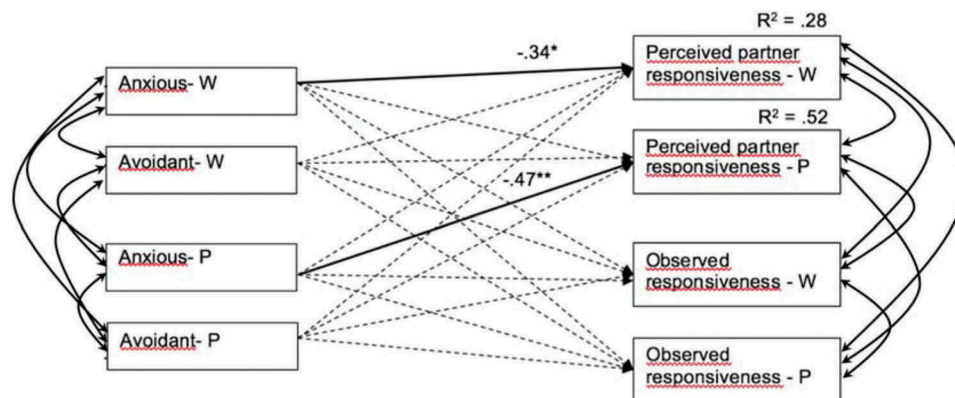 R² = .28
-.34*
Perceived partner
responsiveness - W
Anxious- W
R² = .52
Perceived partner
responsiveness - P
Avoidant- W
-.47**
Anxious- P
Observed
responsiveness - W
Avoidant- P
Observed
responsiveness - P